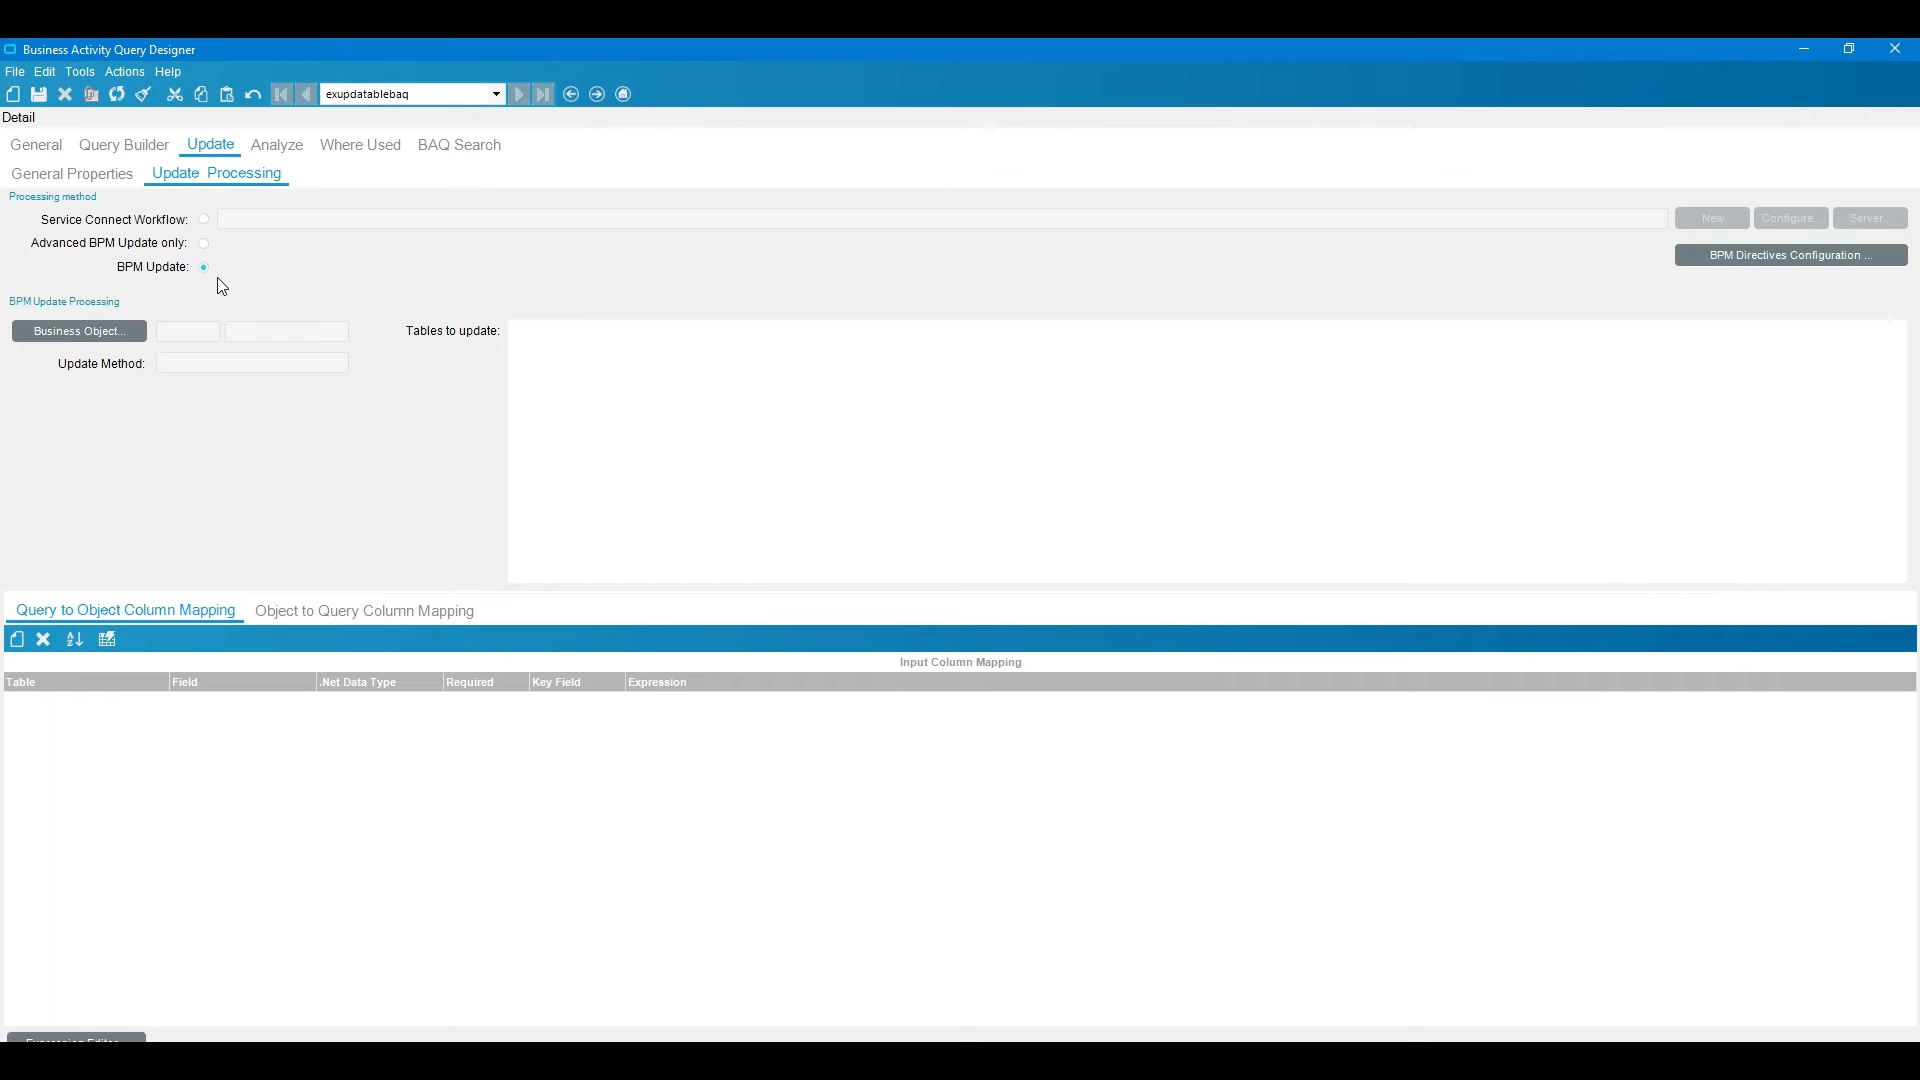 Business Activity Query Designer
File Edit Tools Actions Help
exupdatablebaq
Detail
General Query Builder Update Analyze Where Used BAQ Search
General Properties Update Processing
Processing method
Service Connect Workflow: New Configure... Server...
Advanced BPM Update only:
BPM Directives Configuration ...
BPM Update:
BPM Update Processing
Business Object... Tables to update:
Update Method:
Query to Object Column Mapping Object to Query Column Mapping
Input Column Mapping
Table Field .Net Data Type Required Key Field Expression